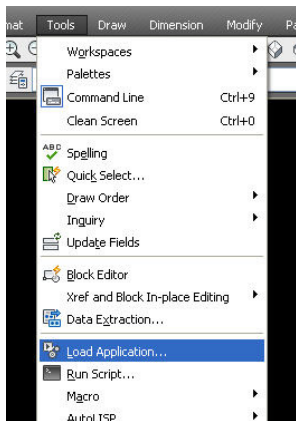 mat Tools Draw Dimension Modify Pa
Workspaces
Palettes
Command Line Ctrl+9
Clean Screen Ctrl+0
ABC Spelling
Quick Select...
Draw Order
Inquiry
Update Fields
Block Editor
Xref and Block In-place Editing
Data Extraction...
Load Application...
Run Script...
Macro
AutoLISP